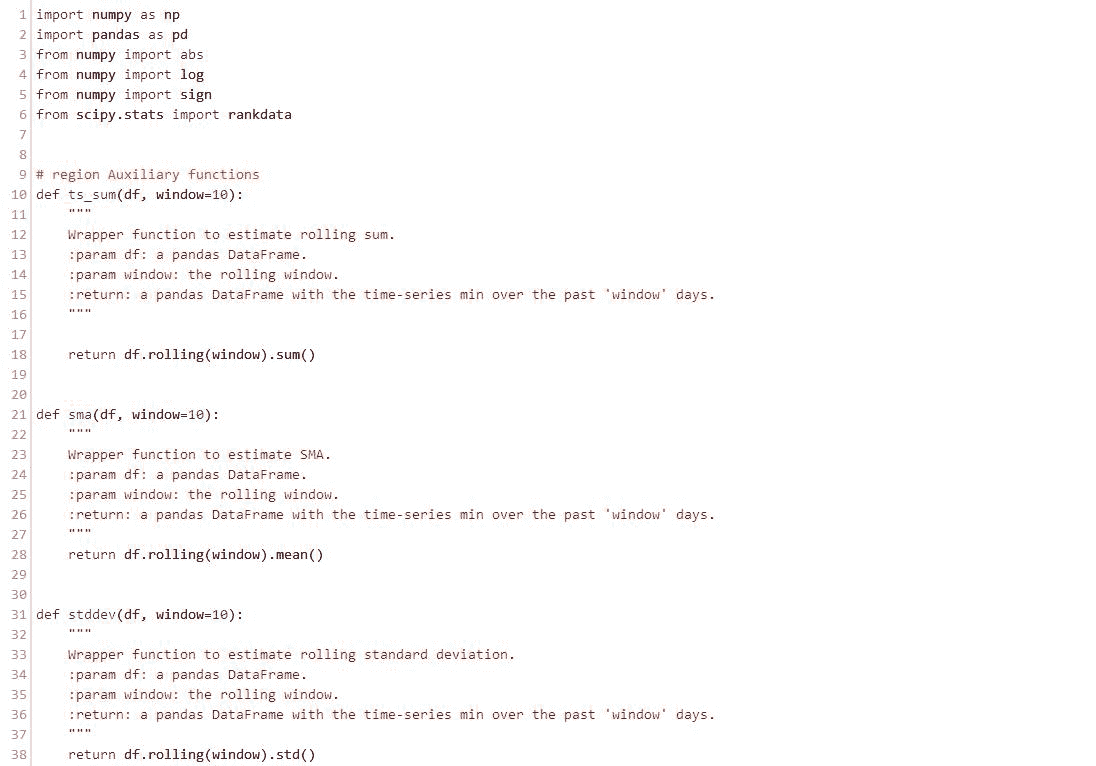 1 import numpy as np
2 import pandas as pd
3 from numpy import abs
4 from numpy import log
5 from numpy import sign
6 from scipy.stats import rankdata
7
8
9 # region Auxiliary functions
10 def ts_sum(df, window=10):
11     """
12     Wrapper function to estimate rolling sum.
13     :param df: a pandas DataFrame.
14     :param window: the rolling window.
15     :return: a pandas DataFrame with the time-series min over the past 'window' days.
16     """
17
18     return df.rolling(window).sum()
19
20
21 def sma(df, window=10):
22     """
23     Wrapper function to estimate SMA.
24     :param df: a pandas DataFrame.
25     :param window: the rolling window.
26     :return: a pandas DataFrame with the time-series min over the past 'window' days.
27     """
28     return df.rolling(window).mean()
29
30
31 def stddev(df, window=10):
32     """
33     Wrapper function to estimate rolling standard deviation.
34     :param df: a pandas DataFrame.
35     :param window: the rolling window.
36     :return: a pandas DataFrame with the time-series min over the past 'window' days.
37     """
38     return df.rolling(window).std()